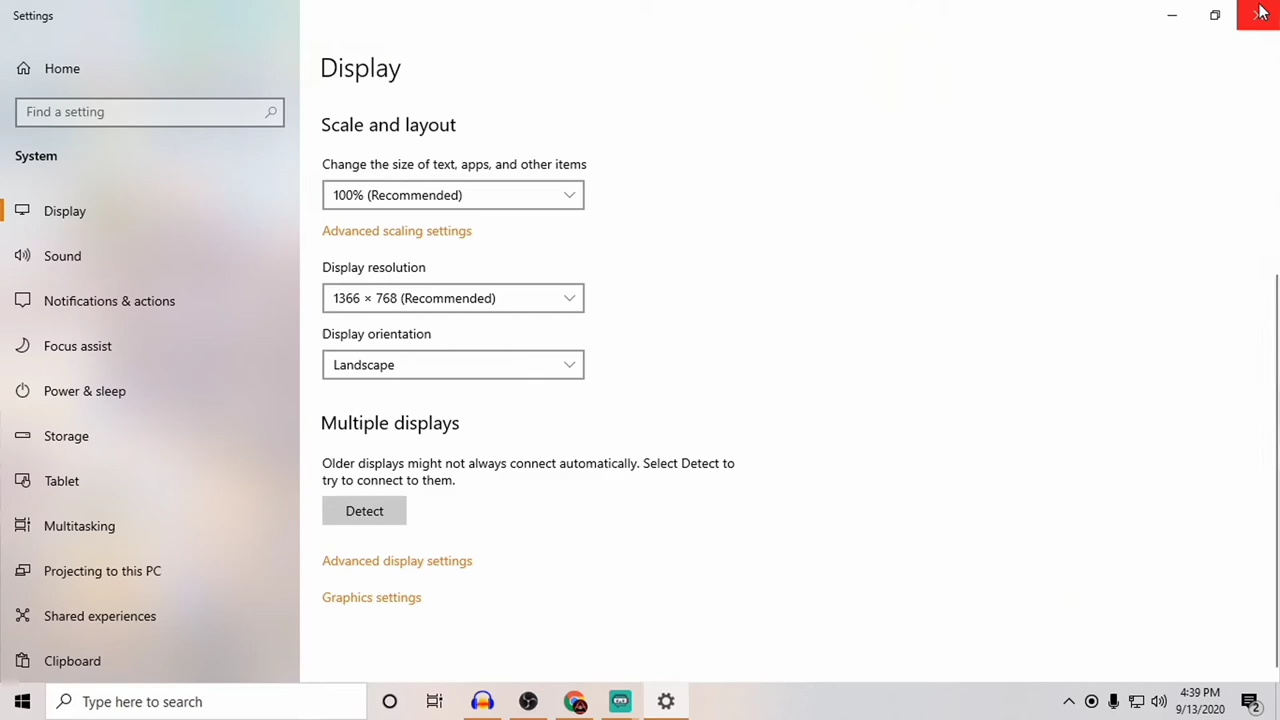 Settings
Home
Find a setting
System
Display
Sound
Notifications & actions
Focus assist
Power & sleep
Storage
Tablet
Multitasking
Projecting to this PC
Shared experiences
Clipboard
Display
Scale and layout
Change the size of text, apps, and other items
100% (Recommended)
Advanced scaling settings
Display resolution
1366 × 768 (Recommended)
Display orientation
Landscape
Multiple displays
Older displays might not always connect automatically. Select Detect to
try to connect to them.
Detect
Advanced display settings
Graphics settings
Type here to search
4:39 PM
9/13/2020
2